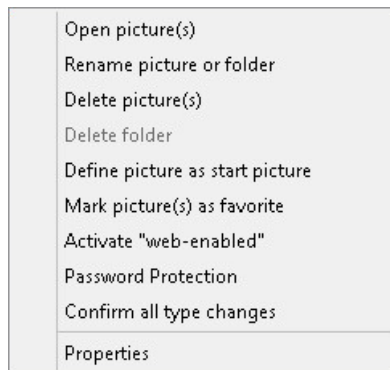 Open picture(s)
Rename picture or folder
Delete picture(s)
Delete folder
Define picture as start picture
Mark picture(s) as favorite
Activate "web-enabled"
Password Protection
Confirm all type changes
Properties